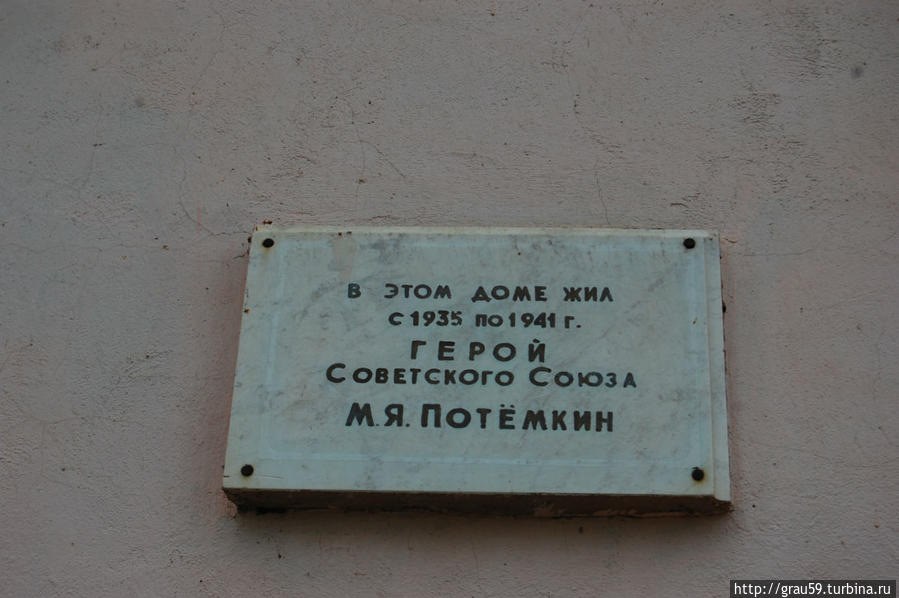 В ЭТОМ ДОМЕ ЖИЛ
С 1935 ПО 1941 Г.
ГЕРОЙ
СОВЕТСКОГО СОЮЗА
М.Я. ПОТЁМКИН
http://grau59.turbina.ru